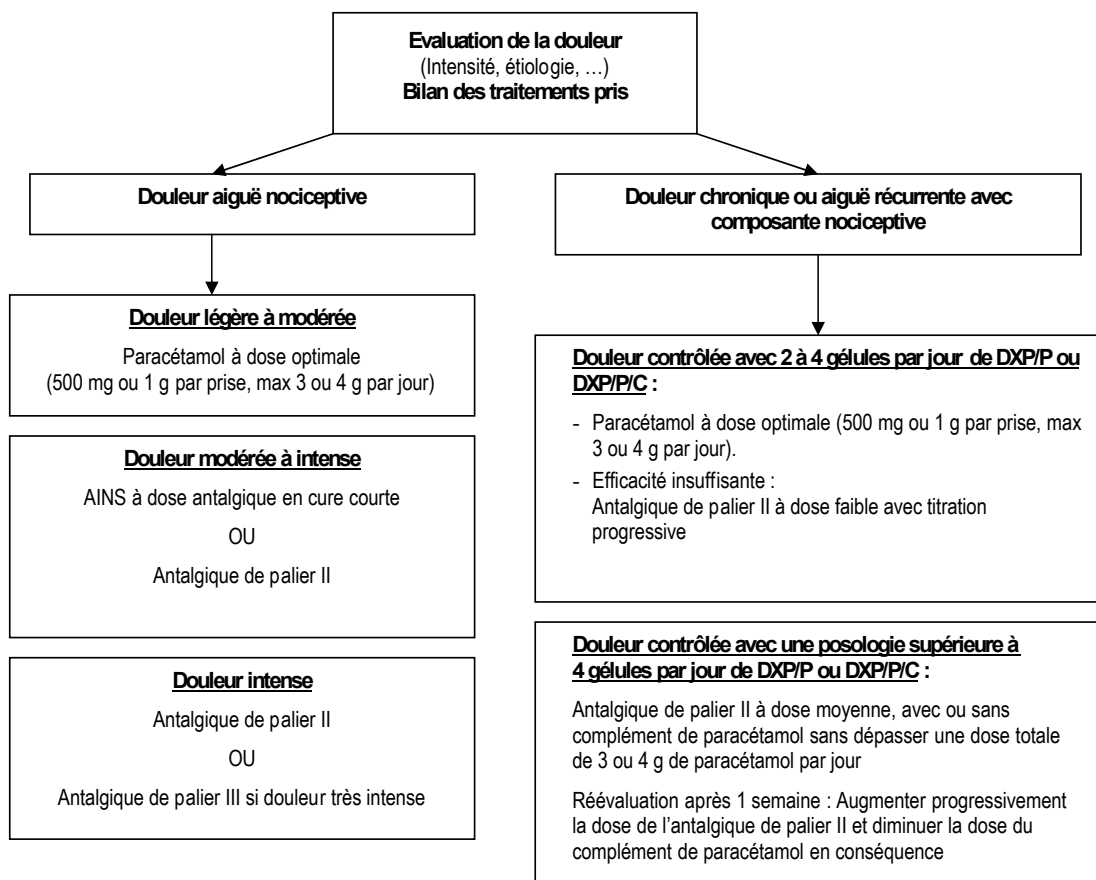 Evaluation de la douleur
(Intensité, étiologie, …)
Bilan des traitements pris
Douleur aiguë nociceptive
Douleur légère à modérée
Paracétamol à dose optimale
(500 mg ou 1 g par prise, max 3 ou 4 g par jour)
Douleur modérée à intense
AINS à dose antalgique en cure courte
OU
Antalgique de palier II
Douleur intense
Antalgique de palier II
OU
Antalgique de palier III si douleur très intense
Douleur chronique ou aiguë récurrente avec
composante nociceptive
Douleur contrôlée avec 2 à 4 gélules par jour de DXP/P ou
DXP/P/C :
- Paracétamol à dose optimale (500 mg ou 1 g par prise, max
3 ou 4 g par jour).
- Efficacité insuffisante :
Antalgique de palier II à dose faible avec titration
progressive
Douleur contrôlée avec une posologie supérieure à
4 gélules par jour de DXP/P ou DXP/P/C :
Antalgique de palier II à dose moyenne, avec ou sans
complément de paracétamol sans dépasser une dose totale
de 3 ou 4 g de paracétamol par jour
Réévaluation après 1 semaine : Augmenter progressivement
la dose de l'antalgique de palier II et diminuer la dose du
complément de paracétamol en conséquence